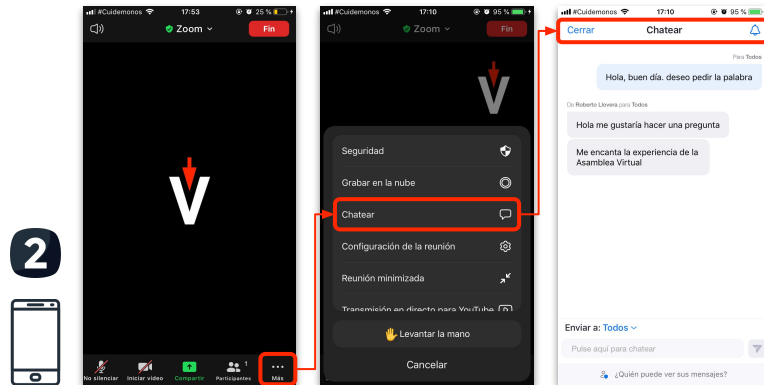 2
#Cuidemonos 17:53 25 %
Zoom
Fin
V
No silenciar Iniciar video Compartir Participantes 1 Más
#Cuidemonos 17:10 95 %
Zoom
Fin
V
Seguridad
Grabar en la nube
Chatear
Configuración de la reunión
Reunión minimizada
Transmisión en directo para YouTube
Levantar la mano
Cancelar
#Cuidemonos 17:10 95 %
Cerrar Chatear
Para Todos
Hola, buen día. deseo pedir la palabra
De Roberto Llovera para Todos
Hola me gustaría hacer una pregunta
Me encanta la experiencia de la
Asamblea Virtual
Enviar a: Todos
Pulse aquí para chatear
¿Quién puede ver sus mensajes?